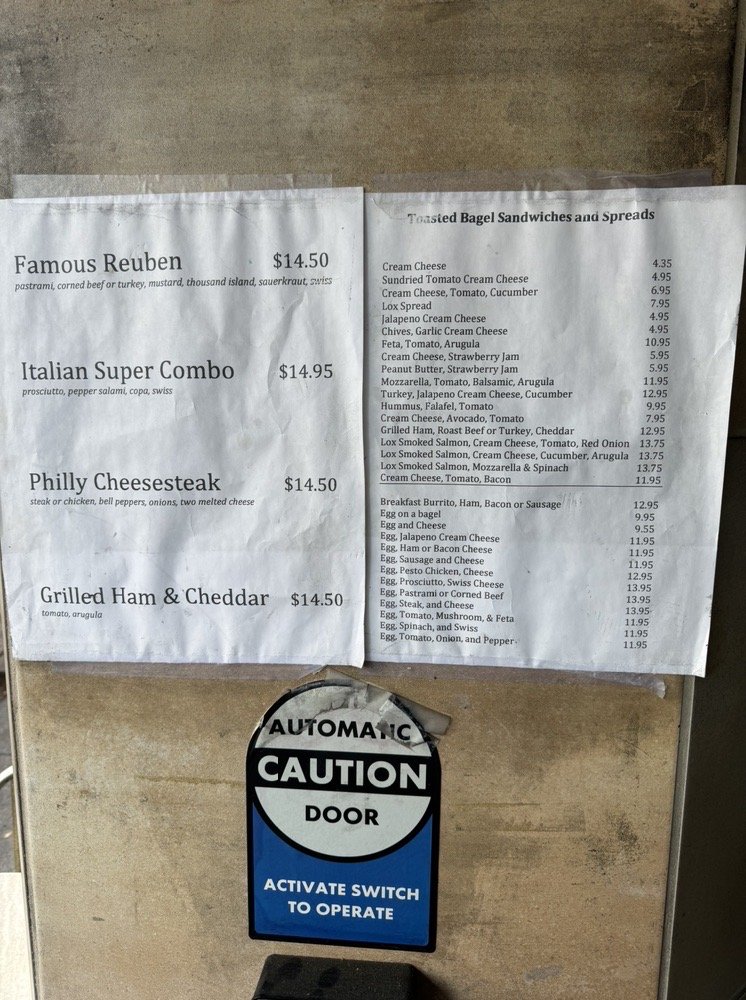 Famous Reuben $14.50
pastrami, corned beef or turkey, mustard, thousand island, sauerkraut, swiss
Italian Super Combo $14.95
prosciutto, pepper salami, copa, swiss
Philly Cheesesteak $14.50
steak or chicken, bell peppers, onions, two melted cheese
Grilled Ham & Cheddar $14.50
tomato, arugula
Toasted Bagel Sandwiches and Spreads
Cream Cheese 4.35
Sundried Tomato Cream Cheese 4.95
Cream Cheese, Tomato, Cucumber 6.95
Lox Spread 7.95
Jalapeno Cream Cheese 4.95
Chives, Garlic Cream Cheese 4.95
Feta, Tomato, Arugula 10.95
Cream Cheese, Strawberry Jam 5.95
Peanut Butter, Strawberry Jam 5.95
Mozzarella, Tomato, Balsamic, Arugula 11.95
Turkey, Jalapeno Cream Cheese, Cucumber 12.95
Hummus, Falafel, Tomato 9.95
Cream Cheese, Avocado, Tomato 7.95
Grilled Ham, Roast Beef or Turkey, Cheddar 12.95
Lox Smoked Salmon, Cream Cheese, Tomato, Red Onion 13.75
Lox Smoked Salmon, Cream Cheese, Cucumber, Arugula 13.75
Lox Smoked Salmon, Mozzarella & Spinach 13.75
Cream Cheese, Tomato, Bacon 11.95
Breakfast Burrito, Ham, Bacon or Sausage 12.95
Egg on a bagel 9.95
Egg and Cheese 9.55
Egg, Jalapeno Cream Cheese 11.95
Egg, Ham or Bacon Cheese 11.95
Egg, Sausage and Cheese 11.95
Egg, Pesto Chicken, Cheese 12.95
Egg, Prosciutto, Swiss Cheese 13.95
Egg, Pastrami or Corned Beef 13.95
Egg, Steak, and Cheese 13.95
Egg, Tomato, Mushroom, & Feta 11.95
Egg, Spinach, and Swiss 11.95
Egg, Tomato, Onion, and Pepper 11.95
AUTOMATIC
CAUTION
DOOR
ACTIVATE SWITCH
TO OPERATE